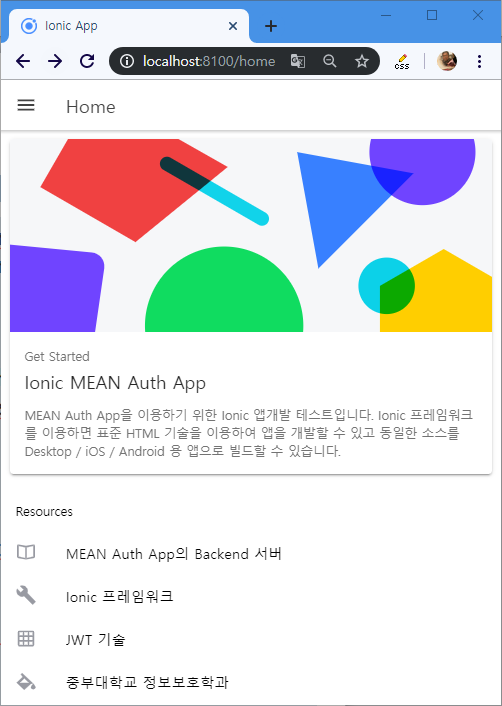 Ionic App
localhost:8100/home
css
Home
Get Started
Ionic MEAN Auth App
MEAN Auth App을 이용하기 위한 Ionic 앱개발 테스트입니다. Ionic 프레임워크
를 이용하면 표준 HTML 기술을 이용하여 앱을 개발할 수 있고 동일한 소스를
Desktop / iOS / Android 용 앱으로 빌드할 수 있습니다.
Resources
MEAN Auth App의 Backend 서버
Ionic 프레임워크
JWT 기술
중부대학교 정보보호학과